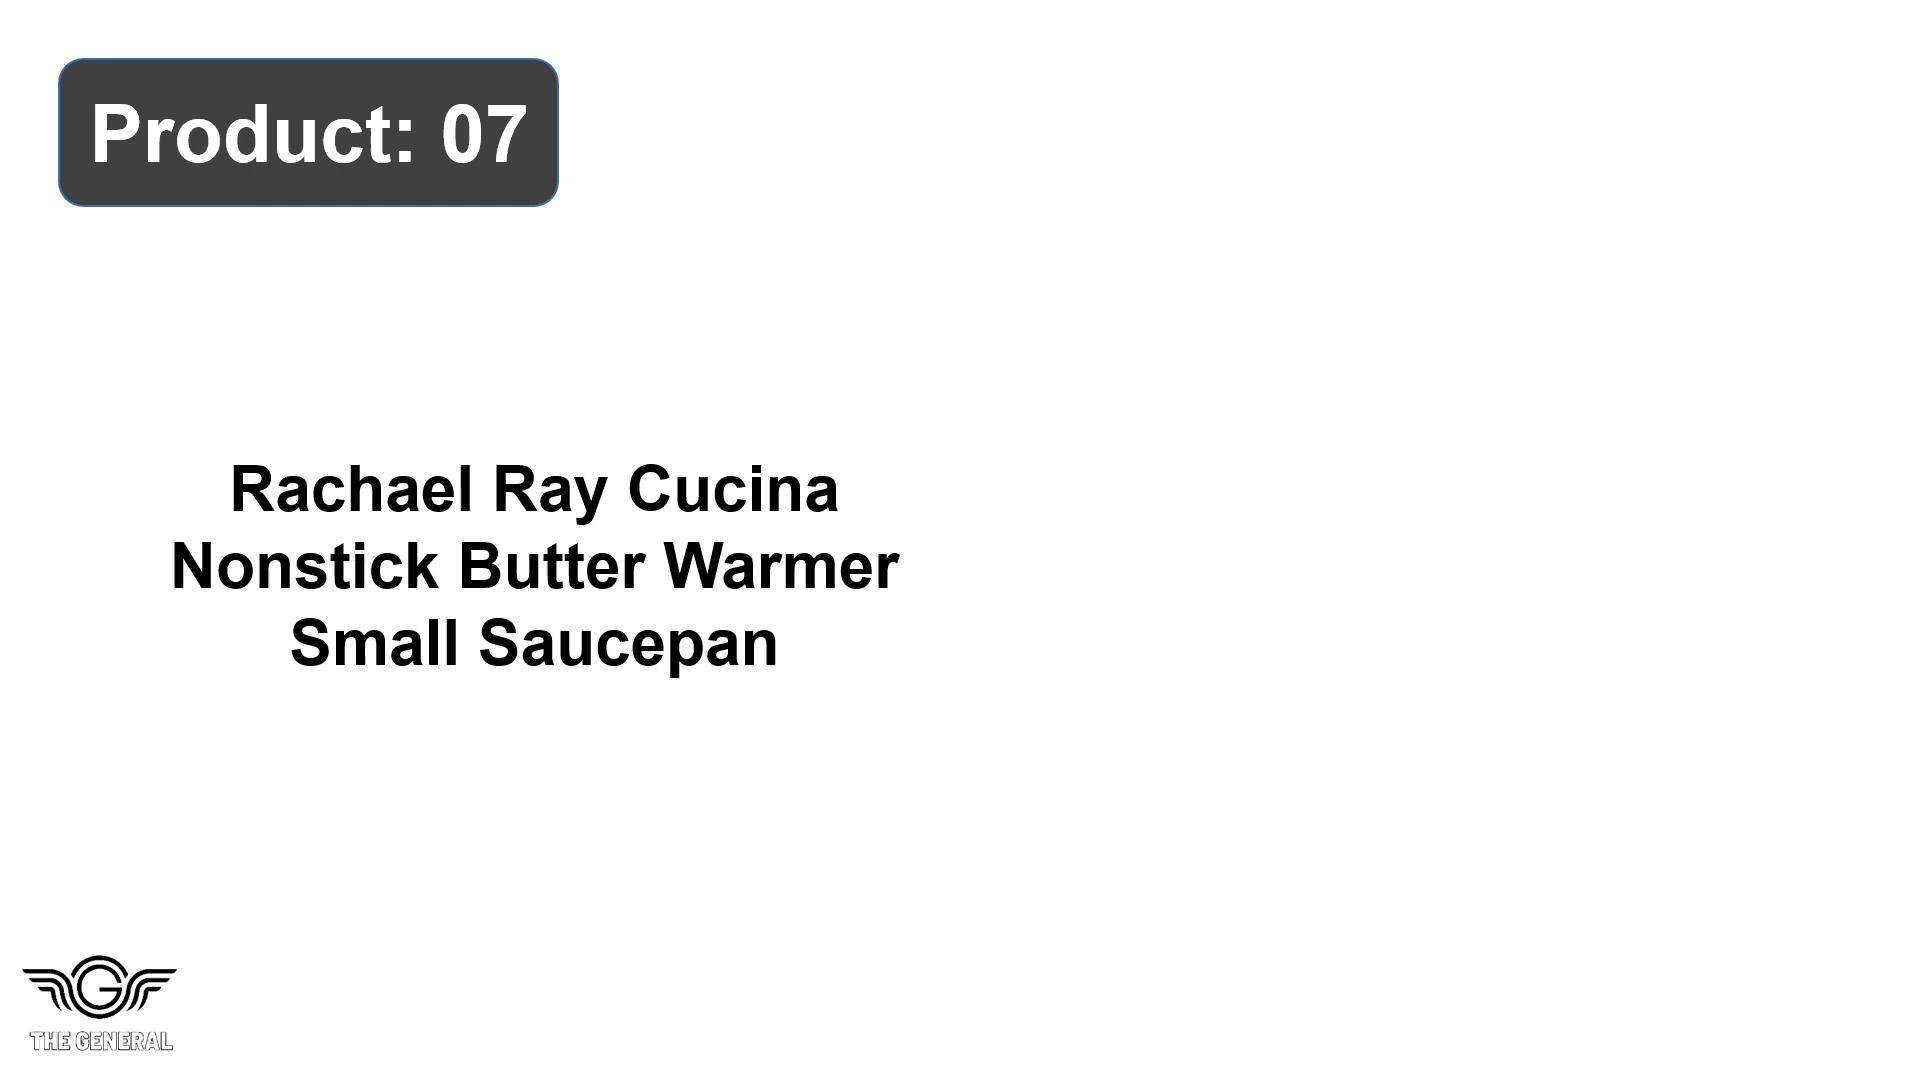 Product: 07
Rachael Ray Cucina
Nonstick Butter Warmer
Small Saucepan
G
THE GENERAL